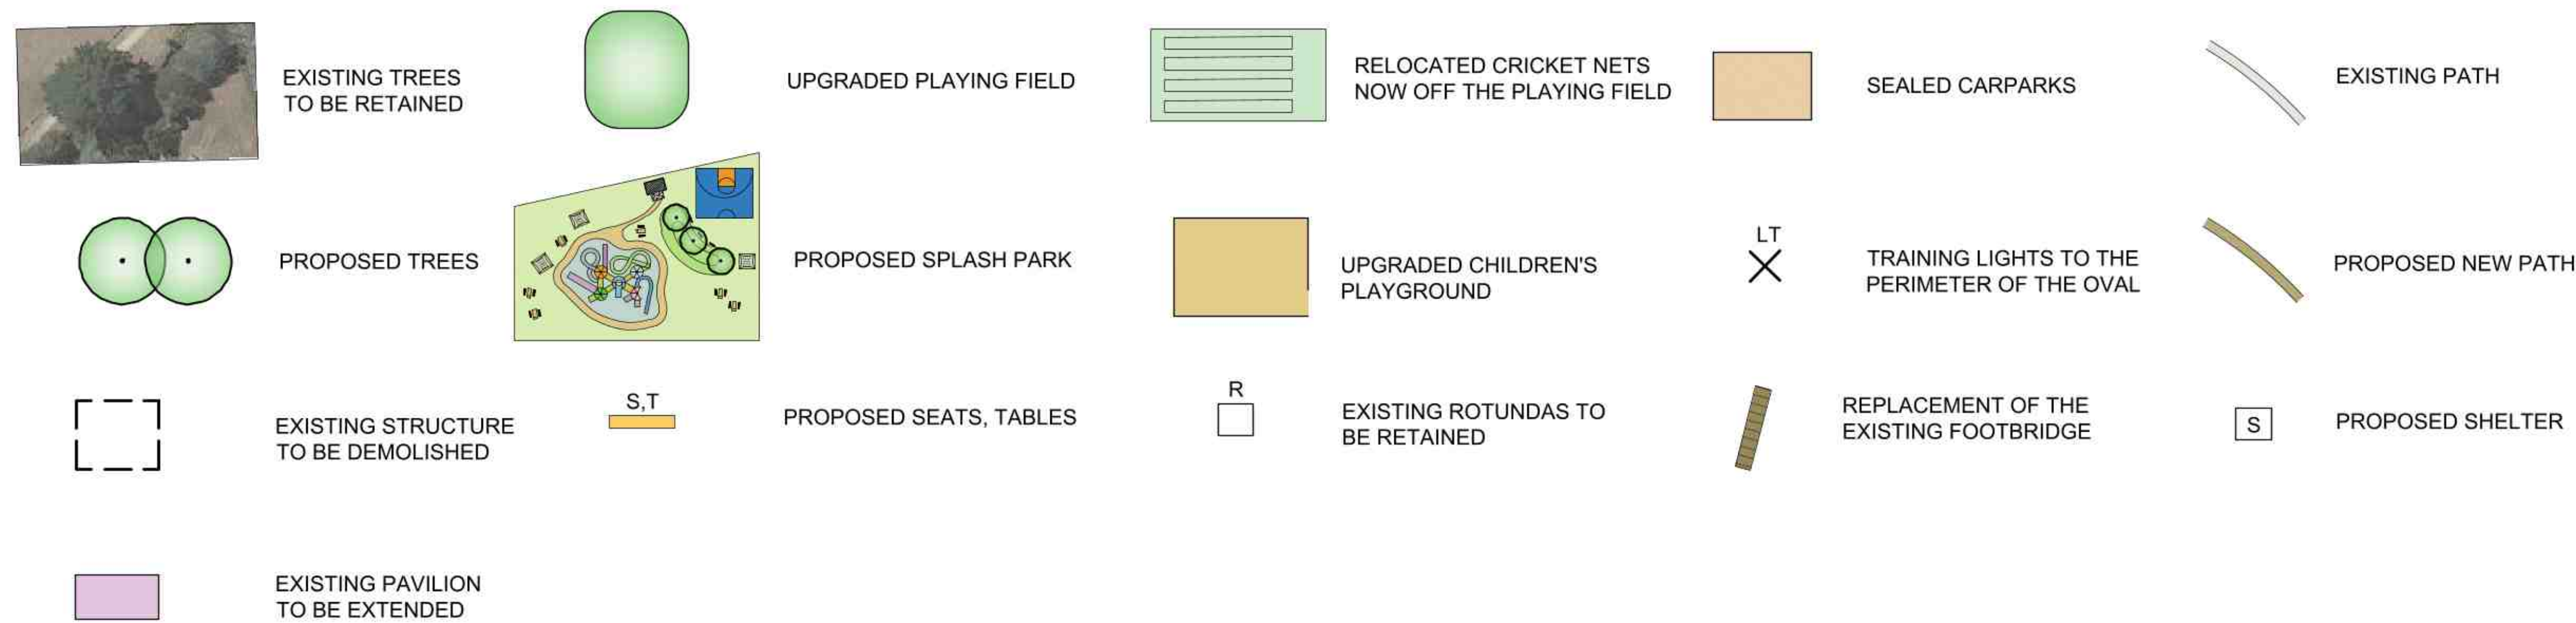 EXISTING TREES
TO BE RETAINED
UPGRADED PLAYING FIELD
RELOCATED CRICKET NETS
NOW OFF THE PLAYING FIELD
SEALED CARPARKS
EXISTING PATH
PROPOSED TREES
PROPOSED SPLASH PARK
UPGRADED CHILDREN'S
PLAYGROUND
LT
TRAINING LIGHTS TO THE
PERIMETER OF THE OVAL
PROPOSED NEW PATH
EXISTING STRUCTURE
TO BE DEMOLISHED
S,T
PROPOSED SEATS, TABLES
R
EXISTING ROTUNDAS TO
BE RETAINED
REPLACEMENT OF THE
EXISTING FOOTBRIDGE
S
PROPOSED SHELTER
EXISTING PAVILION
TO BE EXTENDED